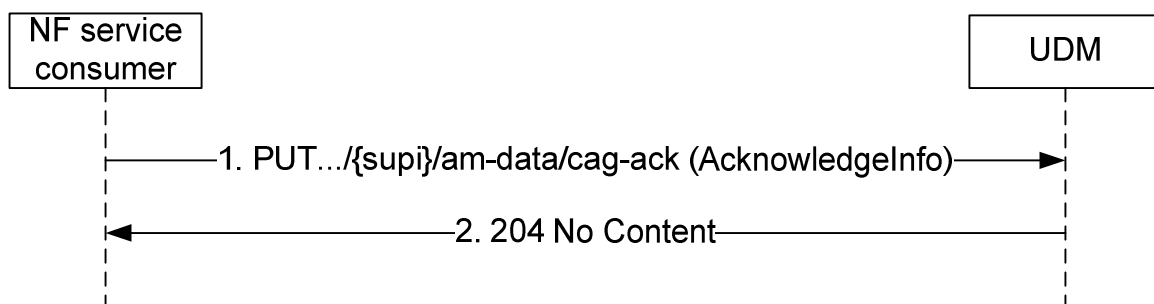 NF service
consumer
UDM
1. PUT.../{supi}/am-data/cag-ack (AcknowledgeInfo)
2. 204 No Content